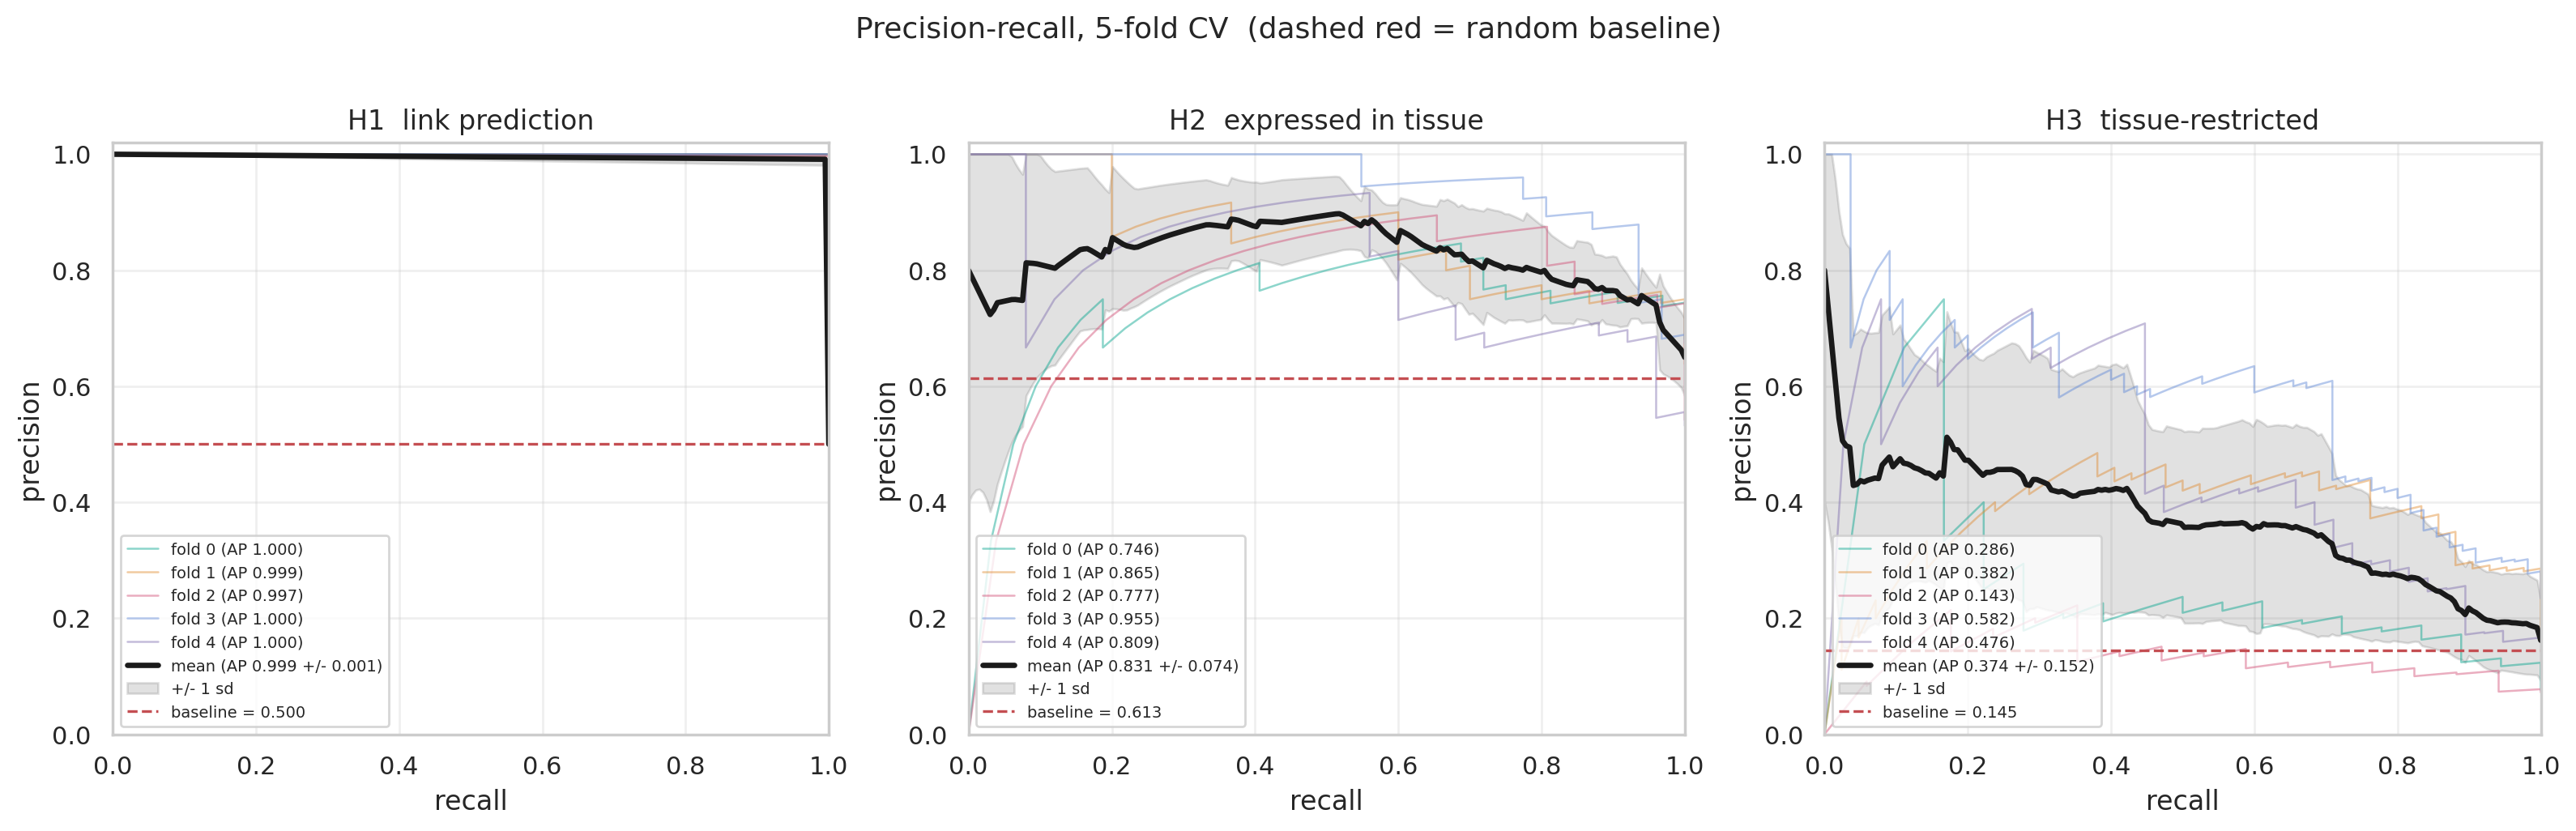 Precision-recall, 5-fold CV  (dashed red = random baseline)
H1  link prediction
precision
1.0
0.8
0.6
0.4
0.2
0.0
fold 0 (AP 1.000)
fold 1 (AP 0.999)
fold 2 (AP 0.997)
fold 3 (AP 1.000)
fold 4 (AP 1.000)
mean (AP 0.999 +/- 0.001)
+/- 1 sd
baseline = 0.500
0.0 0.2 0.4 0.6 0.8 1.0
recall
H2  expressed in tissue
precision
1.0
0.8
0.6
0.4
0.2
0.0
fold 0 (AP 0.746)
fold 1 (AP 0.865)
fold 2 (AP 0.777)
fold 3 (AP 0.955)
fold 4 (AP 0.809)
mean (AP 0.831 +/- 0.074)
+/- 1 sd
baseline = 0.613
0.0 0.2 0.4 0.6 0.8 1.0
recall
H3  tissue-restricted
precision
1.0
0.8
0.6
0.4
0.2
0.0
fold 0 (AP 0.286)
fold 1 (AP 0.382)
fold 2 (AP 0.143)
fold 3 (AP 0.582)
fold 4 (AP 0.476)
mean (AP 0.374 +/- 0.152)
+/- 1 sd
baseline = 0.145
0.0 0.2 0.4 0.6 0.8 1.0
recall